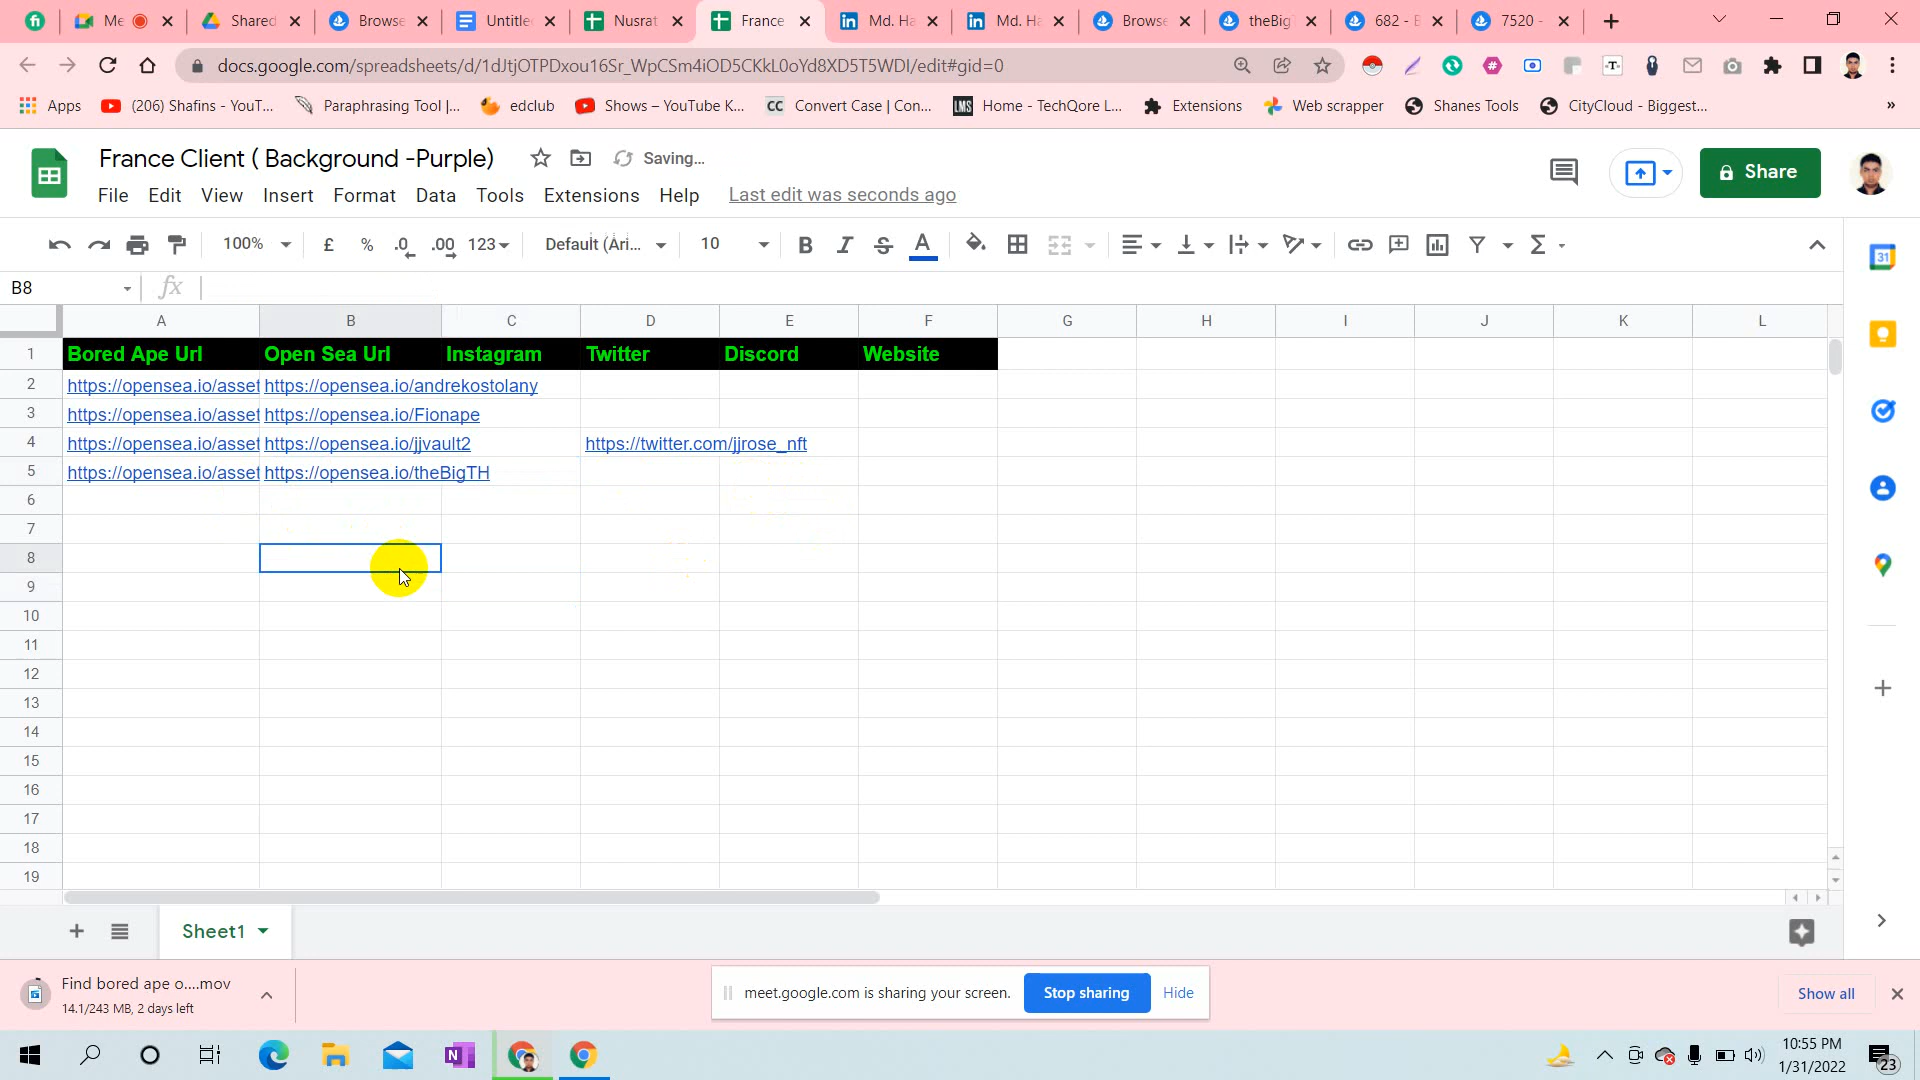 Me
Shared
Browse
Untitle
Nusrat
France
Md. Ha
Md. Ha
Browse
theBig
682 - B
7520 -
docs.google.com/spreadsheets/d/1dJtjOTPDxou16Sr_WpCSm4iOD5CKkL0oYd8XD5T5WDI/edit#gid=0
Apps
(206) Shafins - YouT...
Paraphrasing Tool |...
edclub
Shows – YouTube K...
CC Convert Case | Con...
LMS Home - TechQore L...
Extensions
Web scrapper
Shanes Tools
CityCloud - Biggest...
»
France Client ( Background -Purple)
Saving...
Share
File Edit View Insert Format Data Tools Extensions Help Last edit was seconds ago
100% £ % .0 .00 123 Default (Ari... 10 B I S A Σ
31
B8 fx
A B C D E F G H I J K L
1 Bored Ape Url Open Sea Url Instagram Twitter Discord Website
2 https://opensea.io/asset https://opensea.io/andrekostolany
3 https://opensea.io/asset https://opensea.io/Fionape
4 https://opensea.io/asset https://opensea.io/jjvault2 https://twitter.com/jjrose_nft
5 https://opensea.io/asset https://opensea.io/theBigTH
6
7
8
9
10
11
12
13
14
15
16
17
18
19
Sheet1
Find bored ape o....mov
14.1/243 MB, 2 days left
meet.google.com is sharing your screen.
Stop sharing
Hide
Show all
10:55 PM
1/31/2022
23